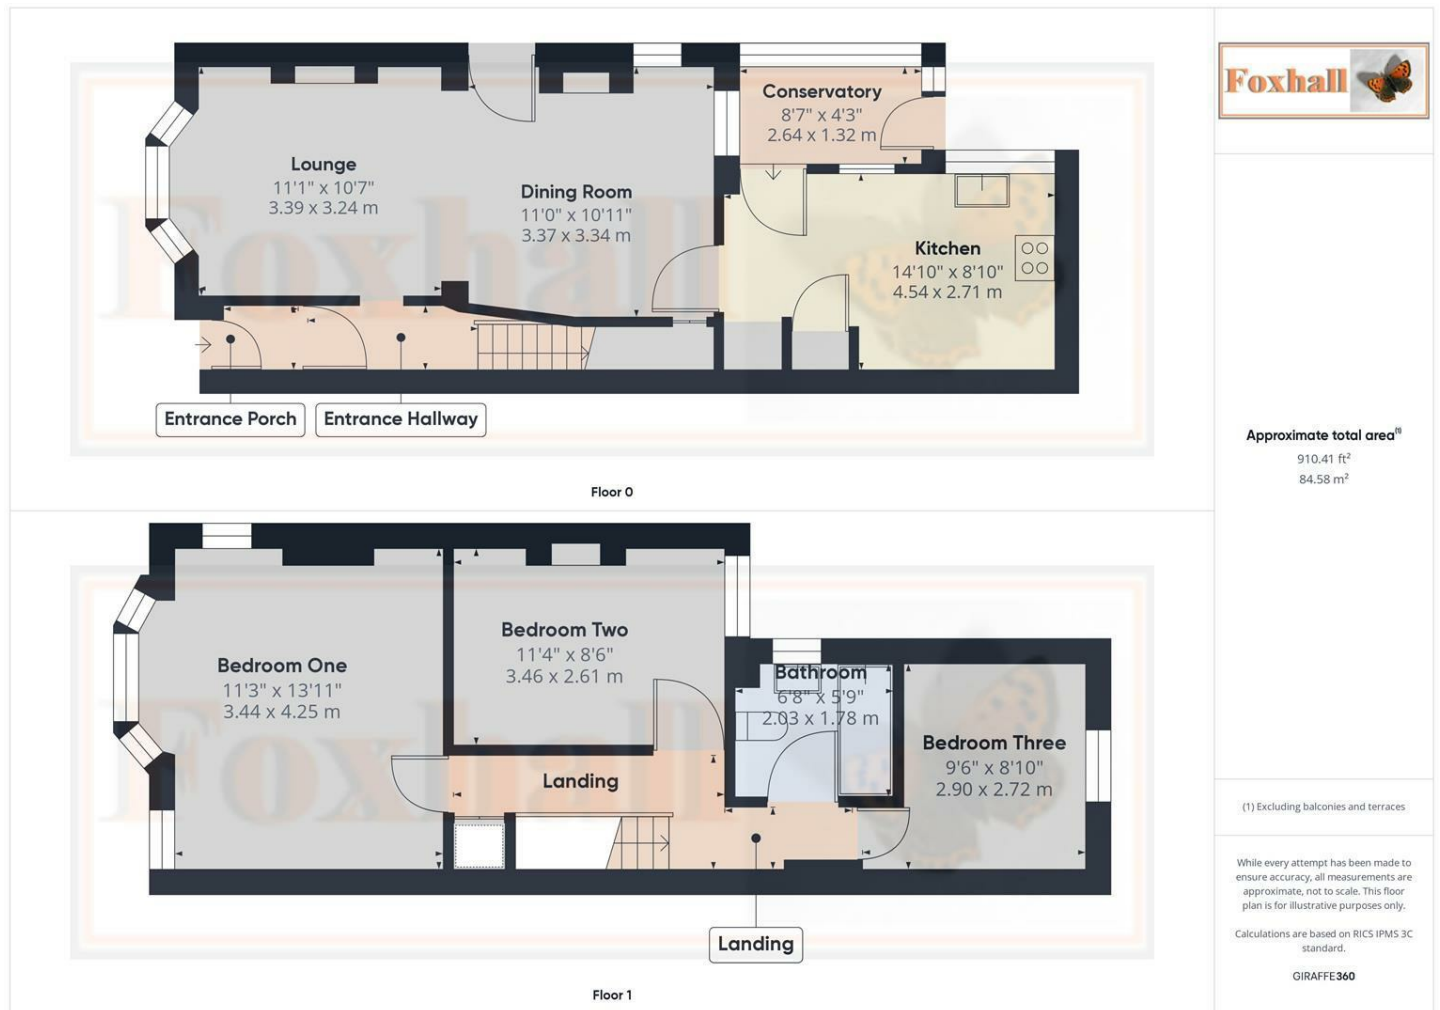 Foxhall
Conservatory
8'7" x 4'3"
2.64 x 1.32 m
Lounge
11'1" x 10'7"
3.39 x 3.24 m
Dining Room
11'0" x 10'11"
3.37 x 3.34 m
Kitchen
14'10" x 8'10"
4.54 x 2.71 m
Foxhall
Entrance Porch
Entrance Hallway
Floor 0
Approximate total area(1)
910.41 ft²
84.58 m²
Bedroom One
11'3" x 13'11"
3.44 x 4.25 m
Bedroom Two
11'4" x 8'6"
3.46 x 2.61 m
Bathroom
6'8" x 5'9"
2.03 x 1.78 m
Bedroom Three
9'6" x 8'10"
2.90 x 2.72 m
Landing
Foxhall
Landing
Floor 1
(1) Excluding balconies and terraces
While every attempt has been made to
ensure accuracy, all measurements are
approximate, not to scale. This floor
plan is for illustrative purposes only.
Calculations are based on RICS IPMS 3C
standard.
GIRAFFE360